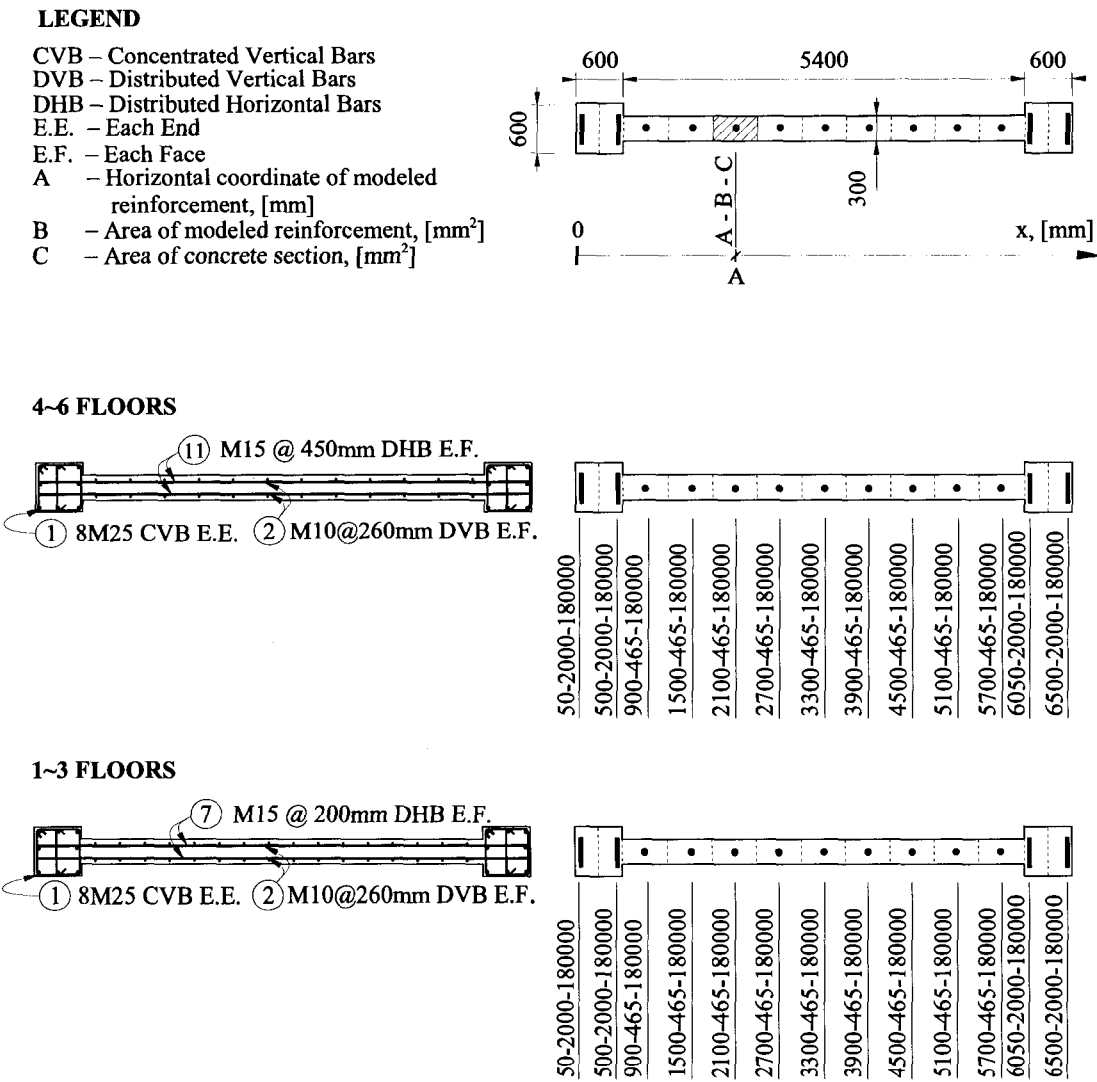 LEGEND
CVB – Concentrated Vertical Bars
DVB – Distributed Vertical Bars
DHB – Distributed Horizontal Bars
E.E. – Each End
E.F. – Each Face
A – Horizontal coordinate of modeled
reinforcement, [mm]
B – Area of modeled reinforcement, [mm²]
C – Area of concrete section, [mm²]
600 5400 600
600
300
A - B - C
0 x, [mm]
A
4~6 FLOORS
11 M15 @ 450mm DHB E.F.
1 8M25 CVB E.E. 2 M10@260mm DVB E.F.
50-2000-180000
500-2000-180000
900-465-180000
1500-465-180000
2100-465-180000
2700-465-180000
3300-465-180000
3900-465-180000
4500-465-180000
5100-465-180000
5700-465-180000
6050-2000-180000
6500-2000-180000
1~3 FLOORS
7 M15 @ 200mm DHB E.F.
1 8M25 CVB E.E. 2 M10@260mm DVB E.F.
50-2000-180000
500-2000-180000
900-465-180000
1500-465-180000
2100-465-180000
2700-465-180000
3300-465-180000
3900-465-180000
4500-465-180000
5100-465-180000
5700-465-180000
6050-2000-180000
6500-2000-180000